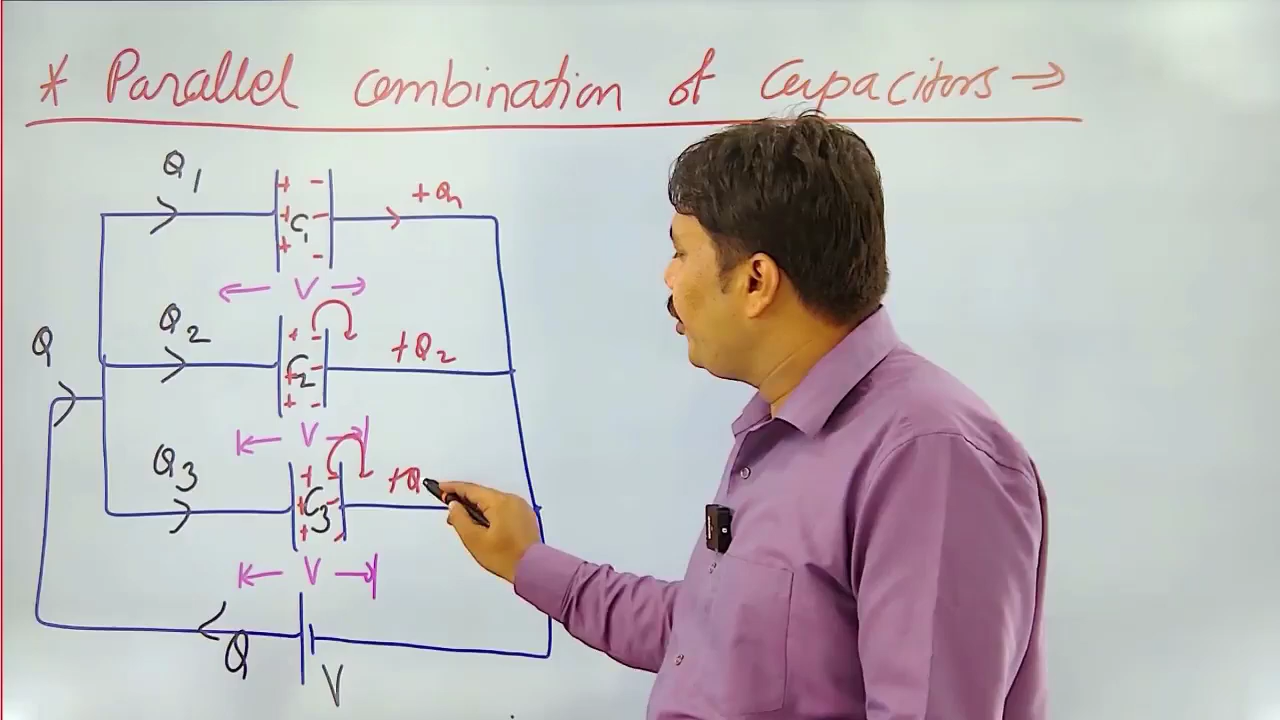 * Parallel combination of Capacitors →
Q1
+ -
+ -
+ -
C1
+Q1
V
Q
Q2
+ -
+ -
+ -
C2
+Q2
V
Q3
+
+ -
+ -
C3
+Q
V
Q
V